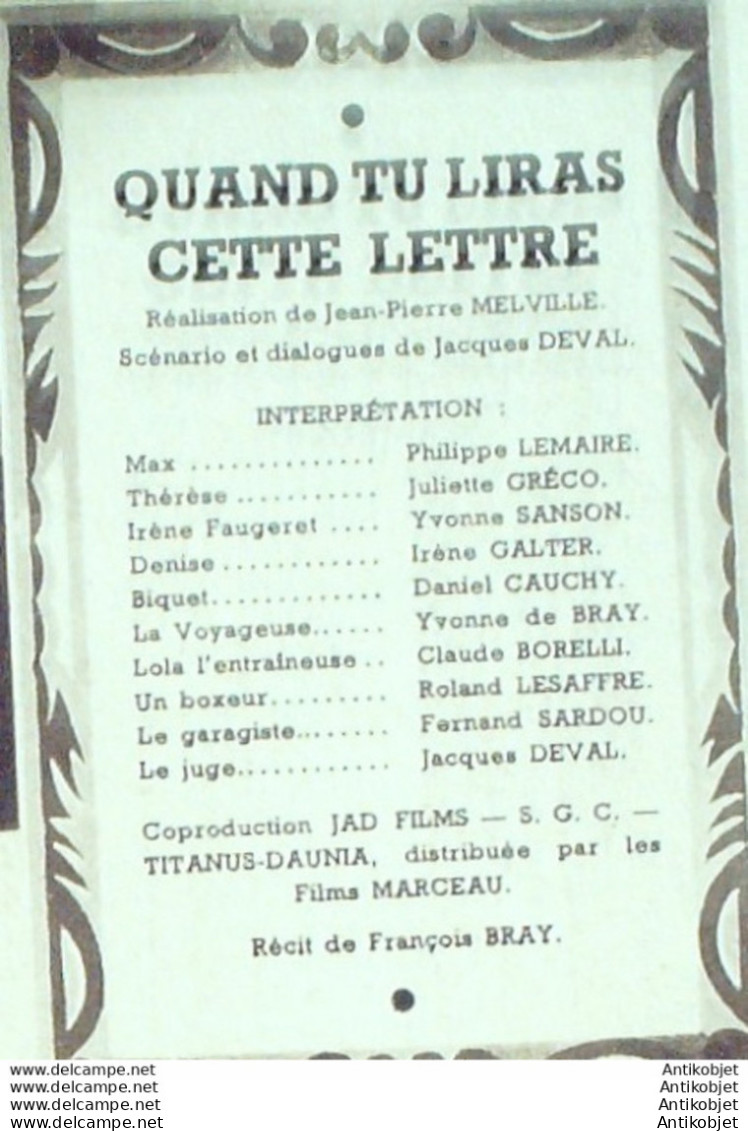 QUAND TU LIRAS
CETTE LETTRE
Réalisation de Jean-Pierre MELVILLE.
Scénario et dialogues de Jacques DEVAL.
INTERPRÉTATION :
Max .............. Philippe LEMAIRE.
Thérèse ........... Juliette GRÉCO.
Irène Faugeret .... Yvonne SANSON.
Denise ............ Irène GALTER.
Biquet............. Daniel CAUCHY.
La Voyageuse...... Yvonne de BRAY.
Lola l'entraîneuse .. Claude BORELLI.
Un boxeur......... Roland LESAFFRE.
Le garagiste....... Fernand SARDOU.
Le juge............ Jacques DEVAL.
Coproduction JAD FILMS — S. G. C. —
TITANUS-DAUNIA, distribuée par les
Films MARCEAU.
Récit de François BRAY.
www.delcampe.net Antikobjet
www.delcampe.net Antikobjet
www.delcampe.net Antikobjet
www.delcampe.net Antikobjet